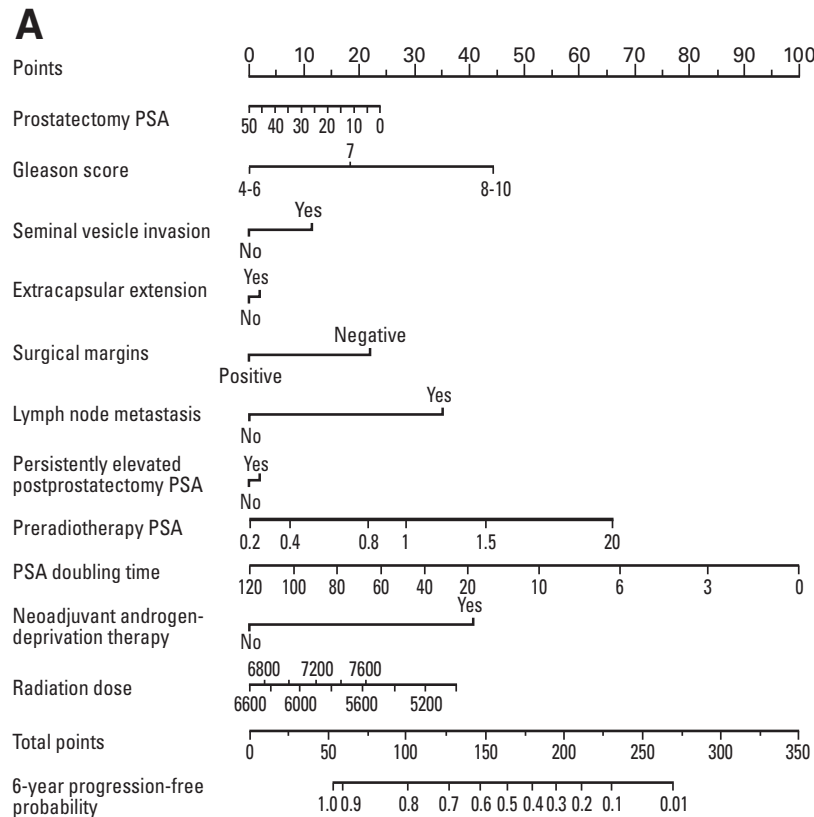 A
Points 0 10 20 30 40 50 60 70 80 90 100
Prostatectomy PSA
50 40 30 20 10 0
7
Gleason score
4-6 8-10
Yes
Seminal vesicle invasion
No
Yes
Extracapsular extension
No
Negative
Surgical margins
Positive
Yes
Lymph node metastasis
No
Persistently elevated
postprostatectomy PSA
Yes
No
Preradiotherapy PSA
0.2 0.4 0.8 1 1.5 20
PSA doubling time
120 100 80 60 40 20 10 6 3 0
Neoadjuvant androgen-
deprivation therapy
Yes
No
6800 7200 7600
Radiation dose
6600 6000 5600 5200
Total points
0 50 100 150 200 250 300 350
6-year progression-free
probability
1.0 0.9 0.8 0.7 0.6 0.5 0.4 0.3 0.2 0.1 0.01